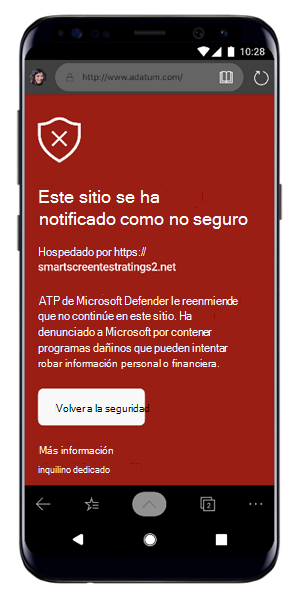 10:28
http://www.adatum.com/
Este sitio se ha
notificado como no seguro
Hospedado por https://
smartscreentestratings2.net
ATP de Microsoft Defender le reenmiende
que no continúe en este sitio. Ha
denunciado a Microsoft por contener
programas dañinos que pueden intentar
robar información personal o financiera.
Volver a la seguridad
Más información
inquilino dedicado
2